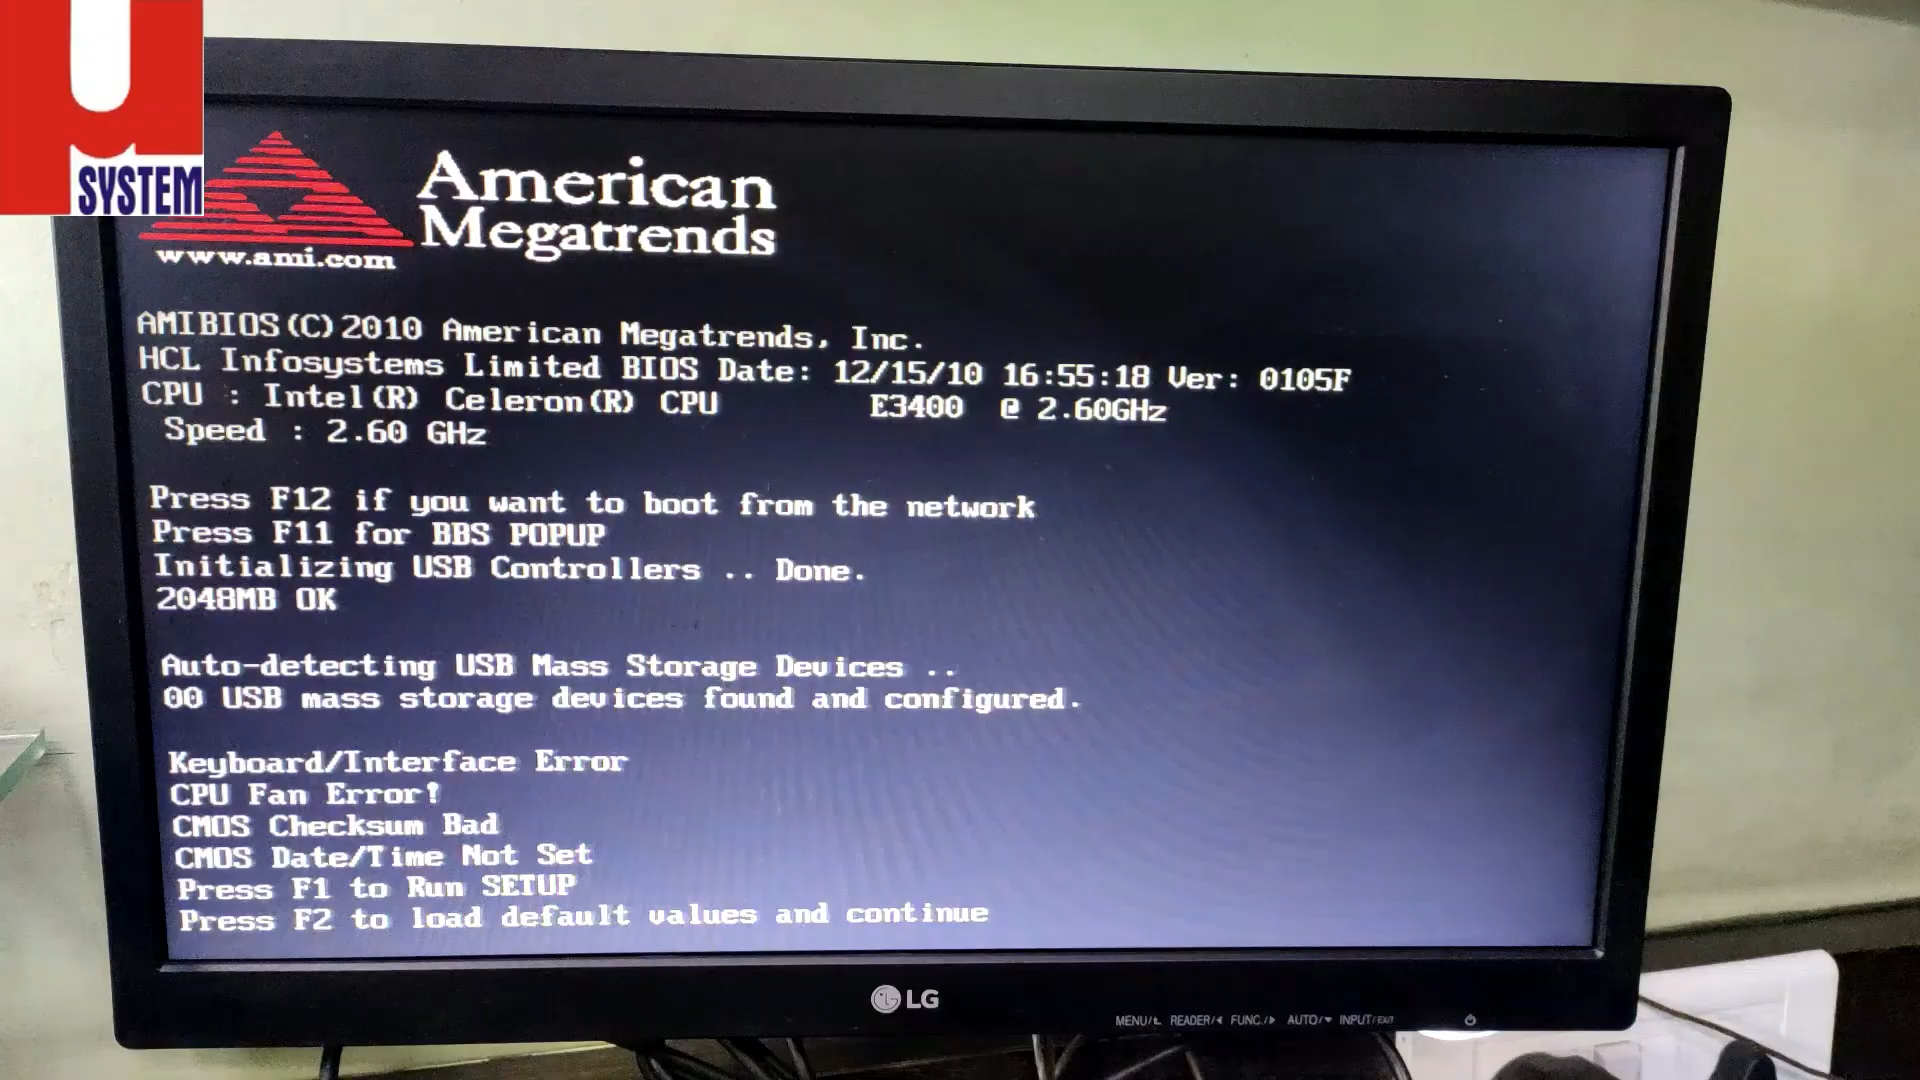 µ
SYSTEM
American
Megatrends
www.ami.com
AMIBIOS(C)2010 American Megatrends, Inc.
HCL Infosystems Limited BIOS Date: 12/15/10 16:55:18 Ver: 0105F
CPU : Intel(R) Celeron(R) CPU E3400 @ 2.60GHz
Speed : 2.60 GHz
Press F12 if you want to boot from the network
Press F11 for BBS POPUP
Initializing USB Controllers .. Done.
2048MB OK
Auto-detecting USB Mass Storage Devices ..
00 USB mass storage devices found and configured.
Keyboard/Interface Error
CPU Fan Error!
CMOS Checksum Bad
CMOS Date/Time Not Set
Press F1 to Run SETUP
Press F2 to load default values and continue
LG
MENU/ READER/ FUNC./ AUTO/ INPUT/EXIT